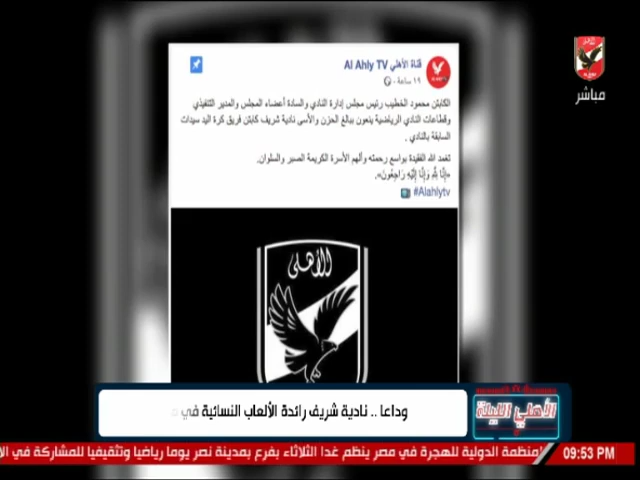 قناة الأهلي Al Ahly TV
١٩ ساعة
مباشر
الكابتن محمود الخطيب رئيس مجلس إدارة النادي والسادة أعضاء المجلس والمدير التنفيذي
وقطاعات النادي الرياضية ينعون ببالغ الحزن والأسى نادية شريف كابتن فريق كرة اليد سيدات
السابقة بالنادي .
تغمد الله الفقيدة بواسع رحمته وألهم الأسرة الكريمة الصبر والسلوان.
«إِنَّا لِلَّهِ وَإِنَّا إِلَيْهِ رَاجِعُونَ».
#Alahlytv
الأهلي
وداعا .. نادية شريف رائدة الألعاب النسائية في
الأهلي الليلة
المنظمة الدولية للهجرة في مصر ينظم غدا الثلاثاء بفرع بمدينة نصر يوما رياضيا وتثقيفيا للمشاركة في
09:53 PM